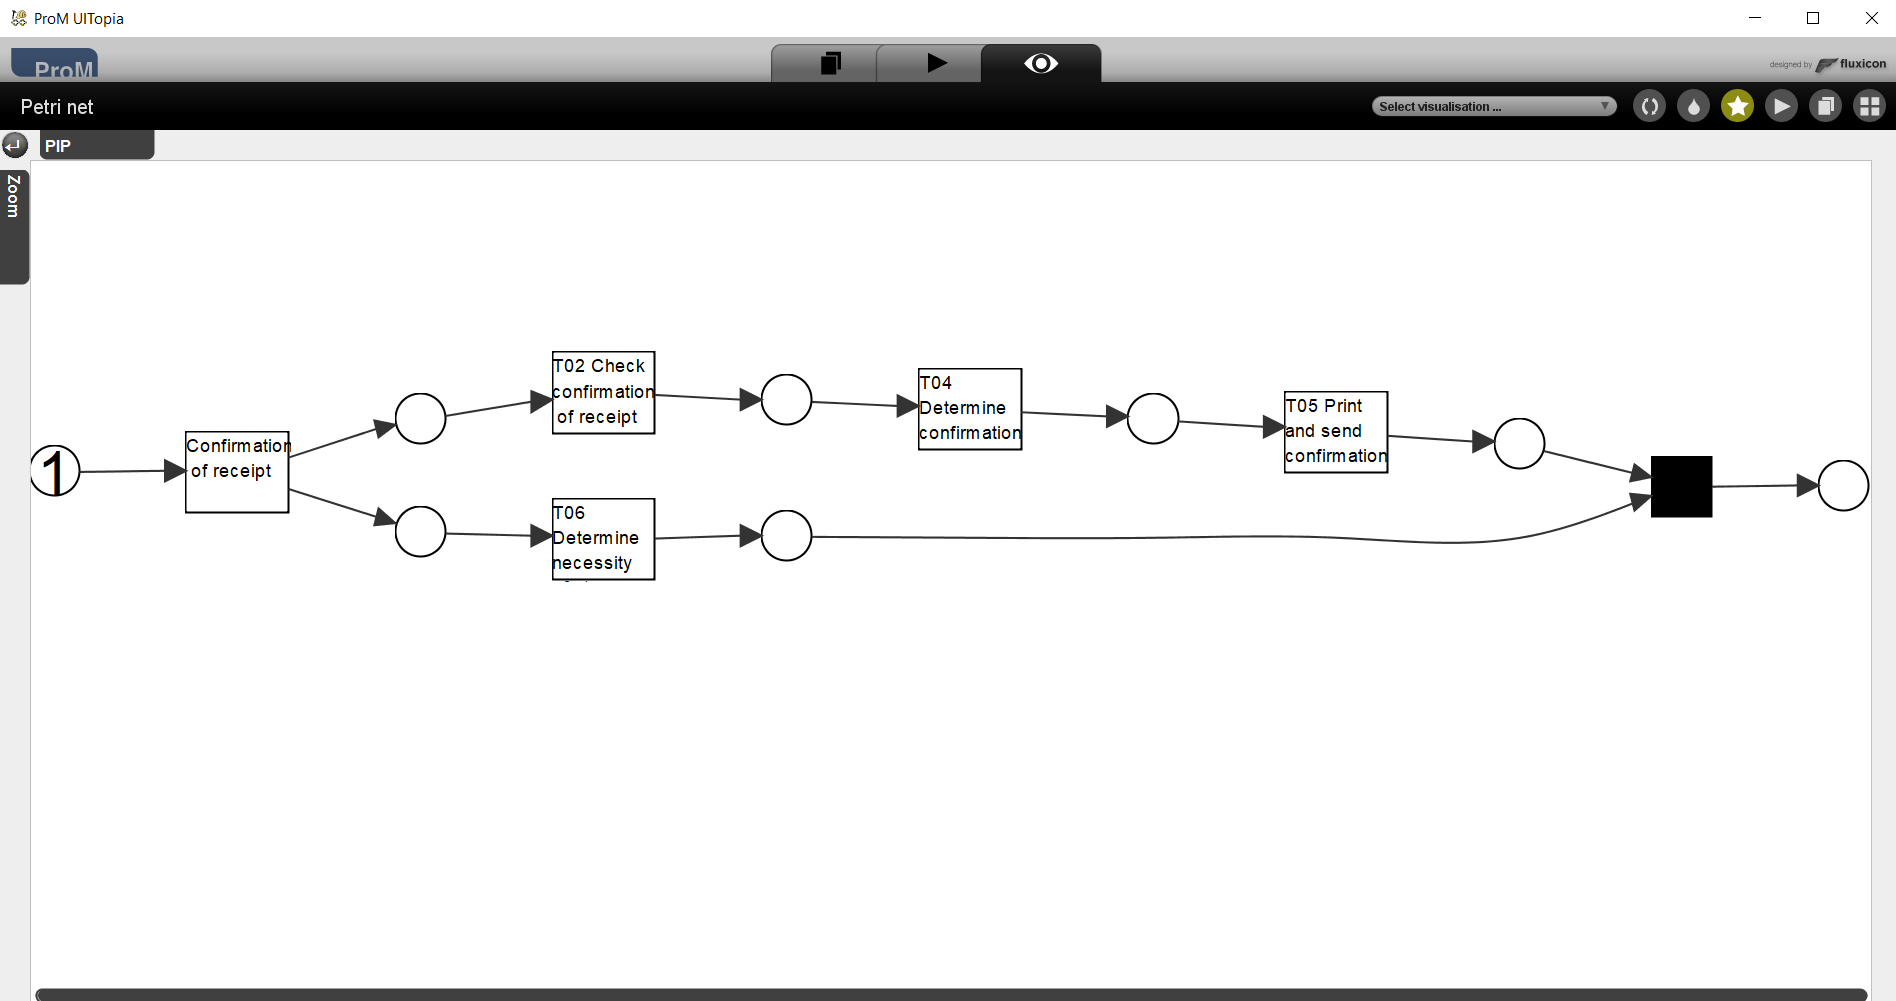 ProM UITopia
ProM
designed by fluxicon
Petri net
Select visualisation ...
PIP
Zoom
T02 Check
confirmation
of receipt
T04
Determine
confirmation
T05 Print
and send
confirmation
Confirmation
of receipt
1
T06
Determine
necessity